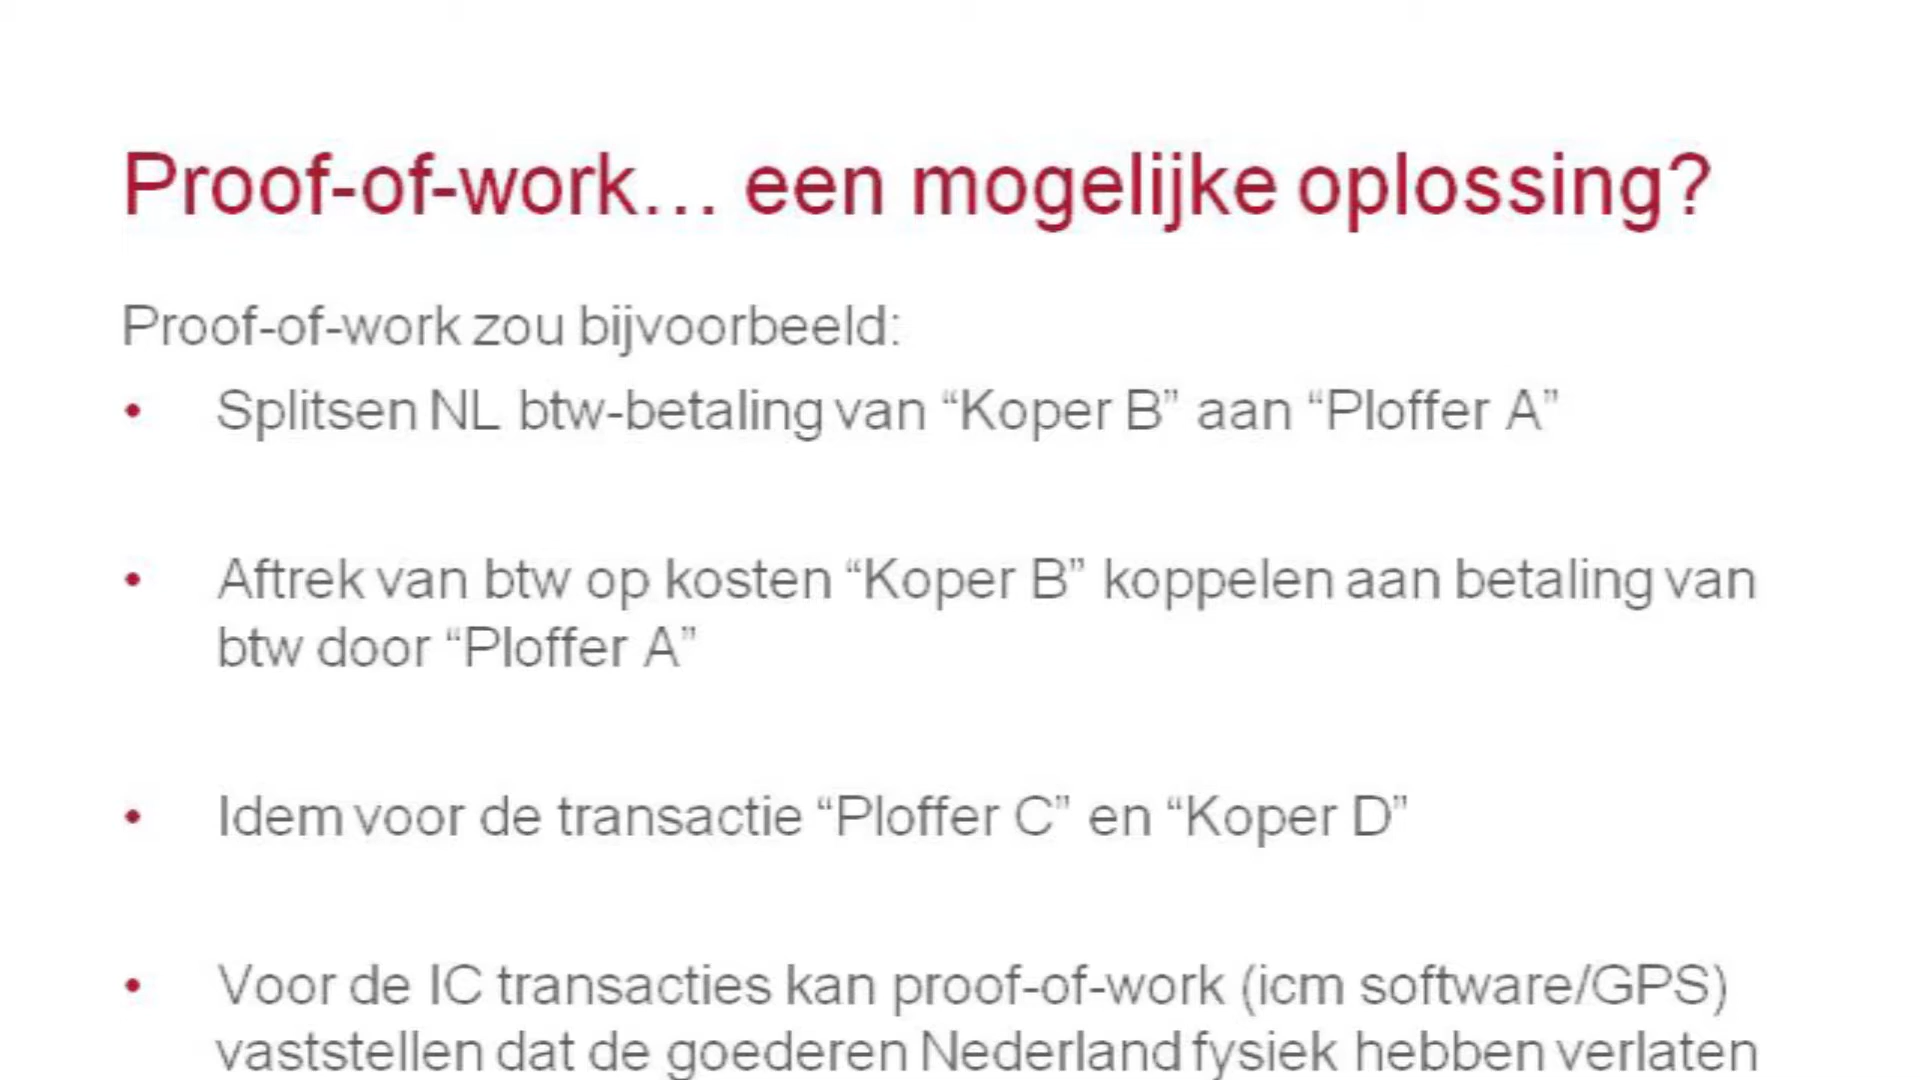 Proof-of-work... een mogelijke oplossing?
Proof-of-work zou bijvoorbeeld:
• Splitsen NL btw-betaling van “Koper B” aan “Ploffer A”
• Aftrek van btw op kosten “Koper B” koppelen aan betaling van
btw door “Ploffer A”
• Idem voor de transactie “Ploffer C” en “Koper D”
• Voor de IC transacties kan proof-of-work (icm software/GPS)
vaststellen dat de goederen Nederland fysiek hebben verlaten